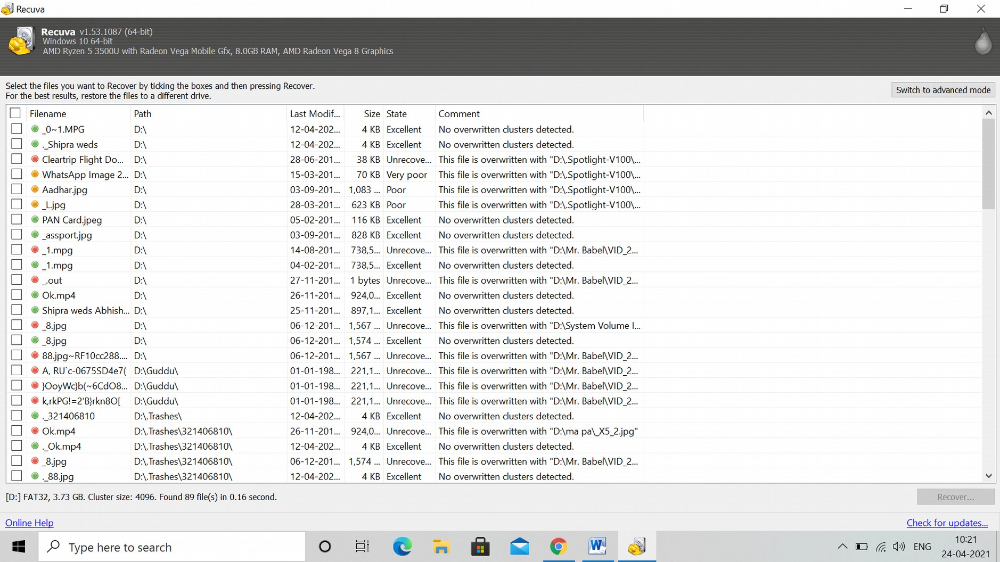 Recuva
Recuva v1.53.1087 (64-bit)
Windows 10 64-bit
AMD Ryzen 5 3500U with Radeon Vega Mobile Gfx, 8.0GB RAM, AMD Radeon Vega 8 Graphics
Select the files you want to Recover by ticking the boxes and then pressing Recover.
For the best results, restore the files to a different drive.
Switch to advanced mode
Filename Path Last Modif... Size State Comment
_0~1.MPG D:\ 12-04-202... 4 KB Excellent No overwritten clusters detected.
._Shipra weds D:\ 12-04-202... 4 KB Excellent No overwritten clusters detected.
Cleartrip Flight Do... D:\ 28-06-201... 38 KB Unrecove... This file is overwritten with "D:\.Spotlight-V100\...
WhatsApp Image 2... D:\ 15-03-201... 70 KB Very poor This file is overwritten with "D:\.Spotlight-V100\...
Aadhar.jpg D:\ 03-09-201... 1,083 ... Poor This file is overwritten with "D:\.Spotlight-V100\...
_L.jpg D:\ 28-03-201... 623 KB Poor This file is overwritten with "D:\.Spotlight-V100\...
PAN Card.jpeg D:\ 05-02-201... 116 KB Excellent No overwritten clusters detected.
_assport.jpg D:\ 03-09-201... 828 KB Excellent No overwritten clusters detected.
_1.mpg D:\ 14-08-201... 738,5... Unrecove... This file is overwritten with "D:\Mr. Babel\VID_2...
_1.mpg D:\ 04-02-201... 738,5... Excellent No overwritten clusters detected.
_.out D:\ 27-11-201... 1 bytes Unrecove... This file is overwritten with "D:\Mr. Babel\VID_2...
Ok.mp4 D:\ 26-11-201... 924,0... Excellent No overwritten clusters detected.
Shipra weds Abhish... D:\ 25-11-201... 897,1... Excellent No overwritten clusters detected.
_8.jpg D:\ 06-12-201... 1,567 ... Unrecove... This file is overwritten with "D:\System Volume I...
_8.jpg D:\ 06-12-201... 1,574 ... Excellent No overwritten clusters detected.
88.jpg~RF10cc288.... D:\ 06-12-201... 1,567 ... Unrecove... This file is overwritten with "D:\Mr. Babel\VID_2...
A, RU`c-0675SD4e7( D:\Guddu\ 01-01-198... 221,1... Unrecove... This file is overwritten with "D:\Mr. Babel\VID_2...
}OoyWc}b(~6CdO8... D:\Guddu\ 01-01-198... 221,1... Unrecove... This file is overwritten with "D:\Mr. Babel\VID_2...
k,rkPG!=2'B}rkn8O[ D:\Guddu\ 01-01-198... 221,1... Unrecove... This file is overwritten with "D:\Mr. Babel\VID_2...
._321406810 D:\.Trashes\ 12-04-202... 4 KB Excellent No overwritten clusters detected.
Ok.mp4 D:\.Trashes\321406810\ 26-11-201... 924,0... Unrecove... This file is overwritten with "D:\ma pa\_X5_2.jpg"
._Ok.mp4 D:\.Trashes\321406810\ 12-04-202... 4 KB Excellent No overwritten clusters detected.
_8.jpg D:\.Trashes\321406810\ 06-12-201... 1,574 ... Unrecove... This file is overwritten with "D:\Mr. Babel\VID_2...
._88.jpg D:\.Trashes\321406810\ 12-04-202... 4 KB Excellent No overwritten clusters detected.
[D:] FAT32, 3.73 GB. Cluster size: 4096. Found 89 file(s) in 0.16 second.
Recover...
Online Help
Check for updates...
Type here to search
ENG
10:21
24-04-2021